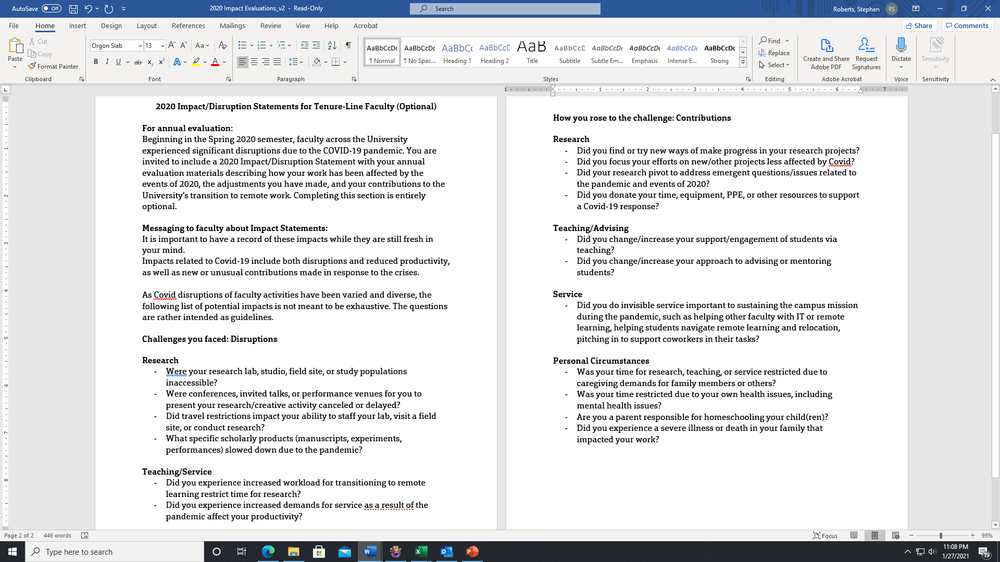 AutoSave Off
2020 Impact Evaluations_v2 - Read-Only
Search
Roberts, Stephen RS
File Home Insert Design Layout References Mailings Review View Help Acrobat
Share Comments
Paste
Cut
Copy
Format Painter
Clipboard
Orgon Slab 13
Font
Paragraph
AaBbCcDc AaBbCcDc AaBbCc AaBbCcD AaB AaBbCcD AaBbCcDc AaBbCcDc AaBbCcDc AaBbCcDc
¶ Normal ¶ No Spac... Heading 1 Heading 2 Title Subtitle Subtle Em... Emphasis Intense E... Strong
Styles
Find
Replace
Select
Editing
Create and Share
Adobe PDF
Request
Signatures
Adobe Acrobat
Dictate
Voice
Sensitivity
Sensitivity
2020 Impact/Disruption Statements for Tenure-Line Faculty (Optional)
For annual evaluation:
Beginning in the Spring 2020 semester, faculty across the University
experienced significant disruptions due to the COVID-19 pandemic. You are
invited to include a 2020 Impact/Disruption Statement with your annual
evaluation materials describing how your work has been affected by the
events of 2020, the adjustments you have made, and your contributions to the
University's transition to remote work. Completing this section is entirely
optional.
Messaging to faculty about Impact Statements:
It is important to have a record of these impacts while they are still fresh in
your mind.
Impacts related to Covid-19 include both disruptions and reduced productivity,
as well as new or unusual contributions made in response to the crises.
As Covid disruptions of faculty activities have been varied and diverse, the
following list of potential impacts is not meant to be exhaustive. The questions
are rather intended as guidelines.
Challenges you faced: Disruptions
Research
- Were your research lab, studio, field site, or study populations
inaccessible?
- Were conferences, invited talks, or performance venues for you to
present your research/creative activity canceled or delayed?
- Did travel restrictions impact your ability to staff your lab, visit a field
site, or conduct research?
- What specific scholarly products (manuscripts, experiments,
performances) slowed down due to the pandemic?
Teaching/Service
- Did you experience increased workload for transitioning to remote
learning restrict time for research?
- Did you experience increased demands for service as a result of the
pandemic affect your productivity?
How you rose to the challenge: Contributions
Research
- Did you find or try new ways of make progress in your research projects?
- Did you focus your efforts on new/other projects less affected by Covid?
- Did your research pivot to address emergent questions/issues related to
the pandemic and events of 2020?
- Did you donate your time, equipment, PPE, or other resources to support
a Covid-19 response?
Teaching/Advising
- Did you change/increase your support/engagement of students via
teaching?
- Did you change/increase your approach to advising or mentoring
students?
Service
- Did you do invisible service important to sustaining the campus mission
during the pandemic, such as helping other faculty with IT or remote
learning, helping students navigate remote learning and relocation,
pitching in to support coworkers in their tasks?
Personal Circumstances
- Was your time for research, teaching, or service restricted due to
caregiving demands for family members or others?
- Was your time restricted due to your own health issues, including
mental health issues?
- Are you a parent responsible for homeschooling your child(ren)?
- Did you experience a severe illness or death in your family that
impacted your work?
Page 2 of 2 446 words
Focus
95%
Type here to search
11:08 PM
1/27/2021
19